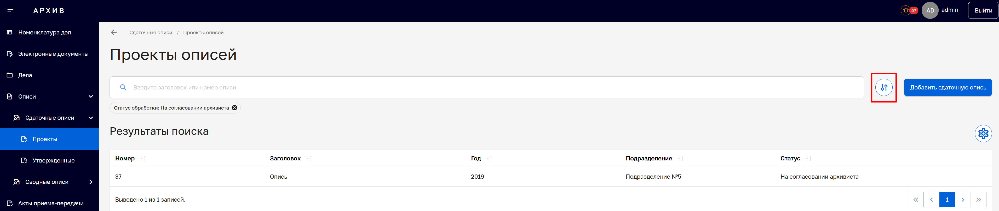 АРХИВ
57
AD
admin
Выйти
Номенклатура дел
Электронные документы
Дела
Описи
Сдаточные описи
Проекты
Утвержденные
Сводные описи
Акты приема-передачи
Сдаточные описи / Проекты описей
Проекты описей
Введите заголовок или номер описи
Добавить сдаточную опись
Статус обработки: На согласовании архивиста
Результаты поиска
Номер Заголовок Год Подразделение Статус
37 Опись 2019 Подразделение №5 На согласовании архивиста
Выведено 1 из 1 записей.
1